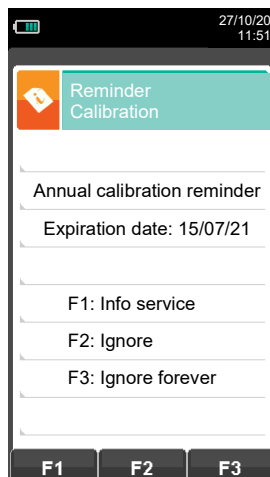 27/10/20
11:51
Reminder
Calibration
Annual calibration reminder
Expiration date: 15/07/21
F1: Info service
F2: Ignore
F3: Ignore forever
F1 F2 F3